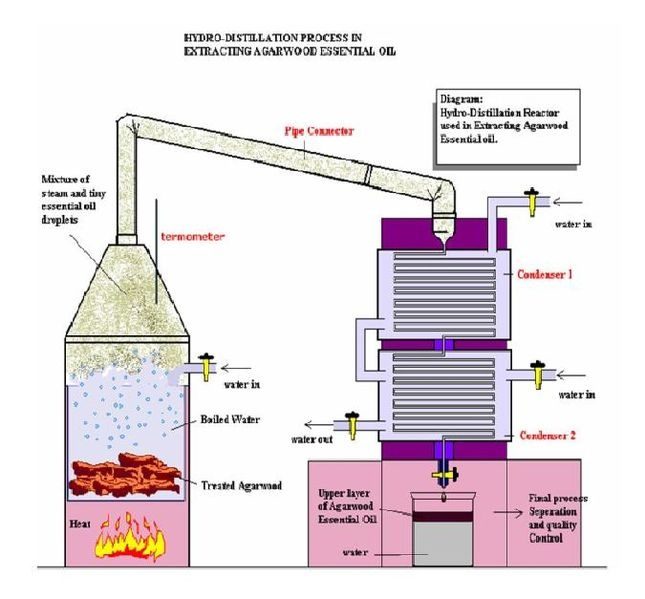 HYDRO-DISTILLATION PROCESS IN
EXTRACTING AGARWOOD ESSENTIAL OIL
Diagram:
Hydro-Distillation Reactor
used in Extracting Agarwood
Essential oil.
Pipe Connector
Mixture of
steam and tiny
essential oil
droplets
termometer
water in
Condenser 1
water in
water in
Boiled Water
water out
Condenser 2
Treated Agarwood
Upper layer
of Agarwood
Essential Oil
Final process
Seperation
and quality
Control
Heat
water